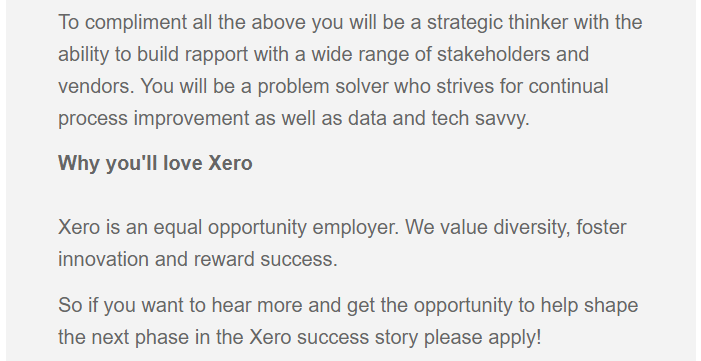 To compliment all the above you will be a strategic thinker with the
ability to build rapport with a wide range of stakeholders and
vendors. You will be a problem solver who strives for continual
process improvement as well as data and tech savvy.
Why you'll love Xero
Xero is an equal opportunity employer. We value diversity, foster
innovation and reward success.
So if you want to hear more and get the opportunity to help shape
the next phase in the Xero success story please apply!